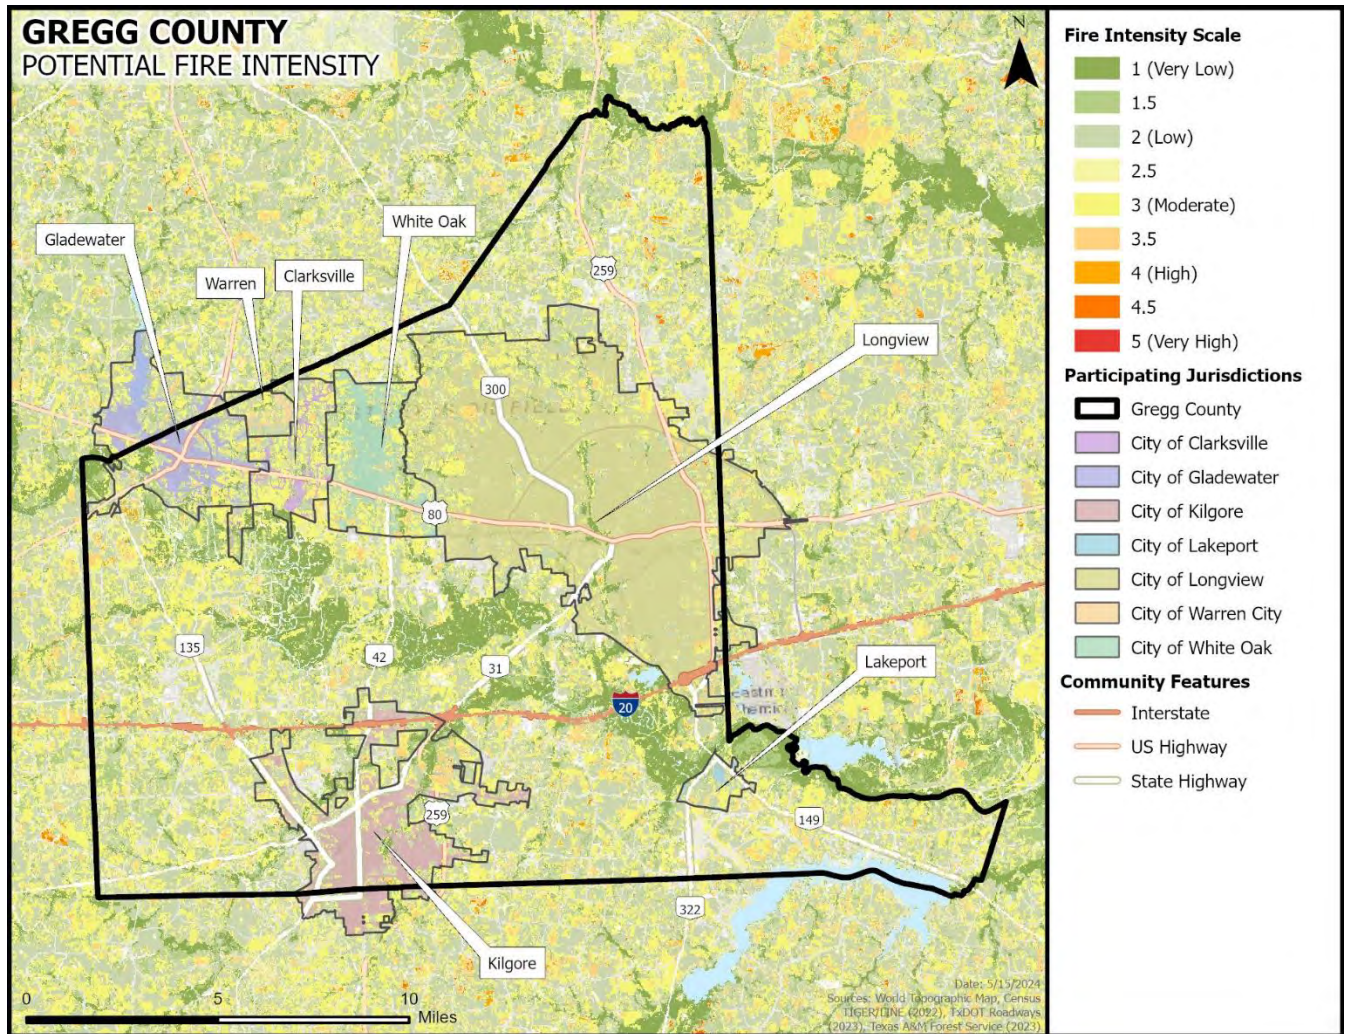 GREGG COUNTY
POTENTIAL FIRE INTENSITY
N
Gladewater
Warren
Clarksville
White Oak
259
Longview
300
80
135
42
31
20
Lakeport
259
149
322
Kilgore
0 5 10
Miles
Date: 5/15/2024
Sources: World Topographic Map, Census
TIGER/LINE (2022), TxDOT Roadways
(2023), Texas A&M Forest Service (2023)
Fire Intensity Scale
1 (Very Low)
1.5
2 (Low)
2.5
3 (Moderate)
3.5
4 (High)
4.5
5 (Very High)
Participating Jurisdictions
Gregg County
City of Clarksville
City of Gladewater
City of Kilgore
City of Lakeport
City of Longview
City of Warren City
City of White Oak
Community Features
Interstate
US Highway
State Highway